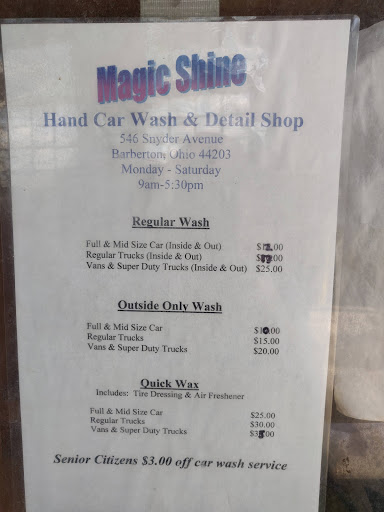 Magic Shine
Hand Car Wash & Detail Shop
546 Snyder Avenue
Barberton, Ohio 44203
Monday - Saturday
9am-5:30pm
Regular Wash
Full & Mid Size Car (Inside & Out)
Regular Trucks (Inside & Out)
Vans & Super Duty Trucks (Inside & Out) $25.00
Outside Only Wash
Full & Mid Size Car $10.00
Regular Trucks $15.00
Vans & Super Duty Trucks $20.00
Quick Wax
Includes: Tire Dressing & Air Freshener
Full & Mid Size Car $25.00
Regular Trucks $30.00
Vans & Super Duty Trucks
Senior Citizens $3.00 off car wash service